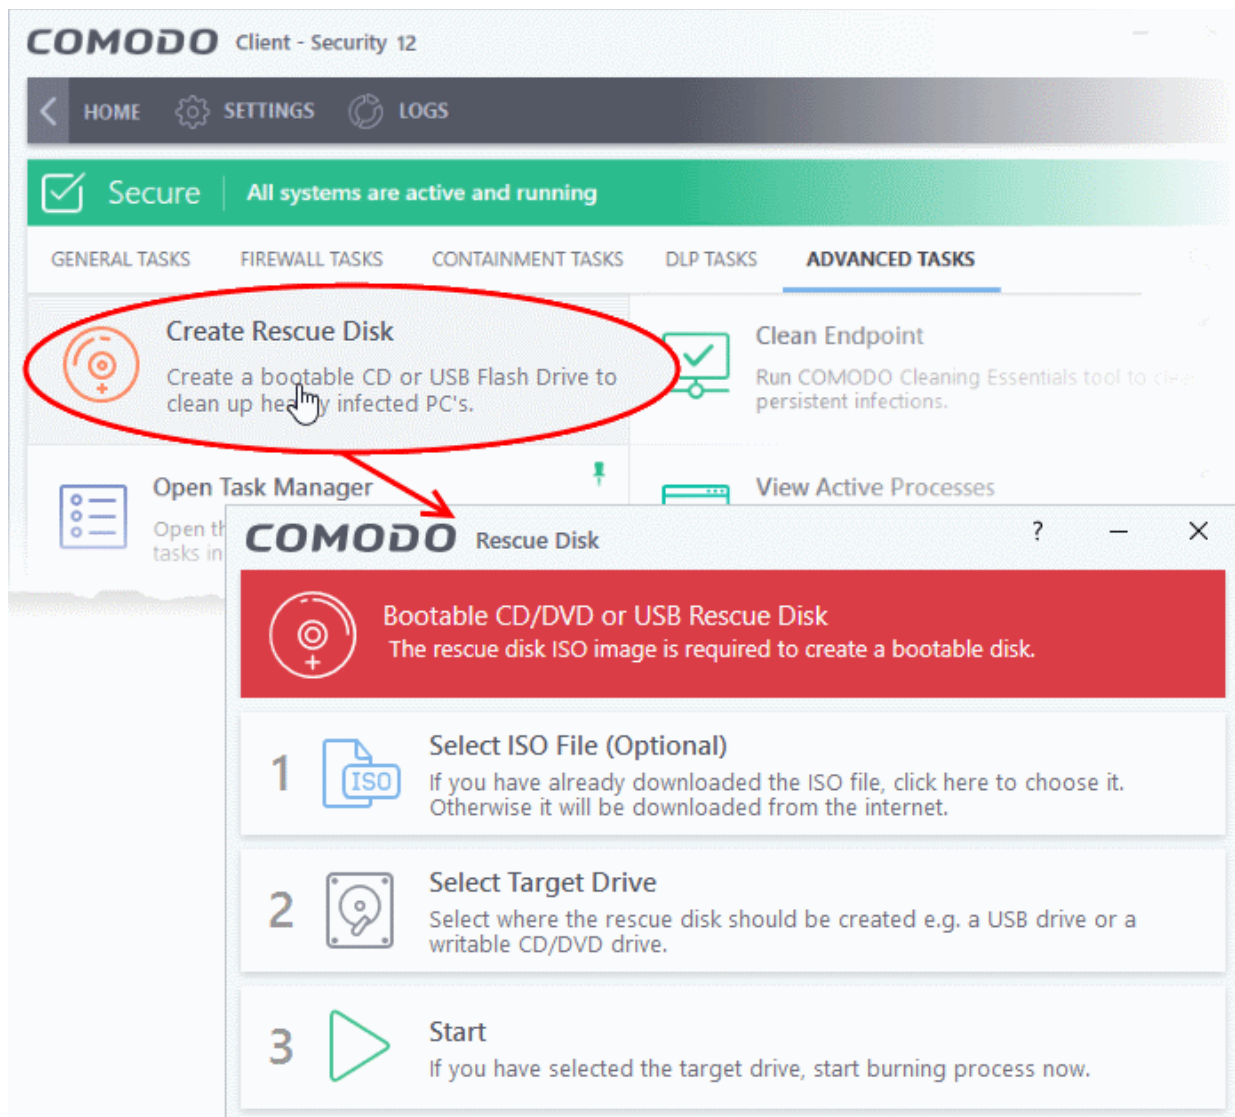 COMODO Client - Security 12
HOME SETTINGS LOGS
Secure All systems are active and running
GENERAL TASKS FIREWALL TASKS CONTAINMENT TASKS DLP TASKS ADVANCED TASKS
Create Rescue Disk
Create a bootable CD or USB Flash Drive to
clean up heavily infected PC's.
Clean Endpoint
Run COMODO Cleaning Essentials tool to
persistent infections.
Open Task Manager
Open
tasks in
View Active Processes
COMODO Rescue Disk ?
Bootable CD/DVD or USB Rescue Disk
The rescue disk ISO image is required to create a bootable disk.
1 ISO Select ISO File (Optional)
If you have already downloaded the ISO file, click here to choose it.
Otherwise it will be downloaded from the internet.
2 Select Target Drive
Select where the rescue disk should be created e.g. a USB drive or a
writable CD/DVD drive.
3 Start
If you have selected the target drive, start burning process now.